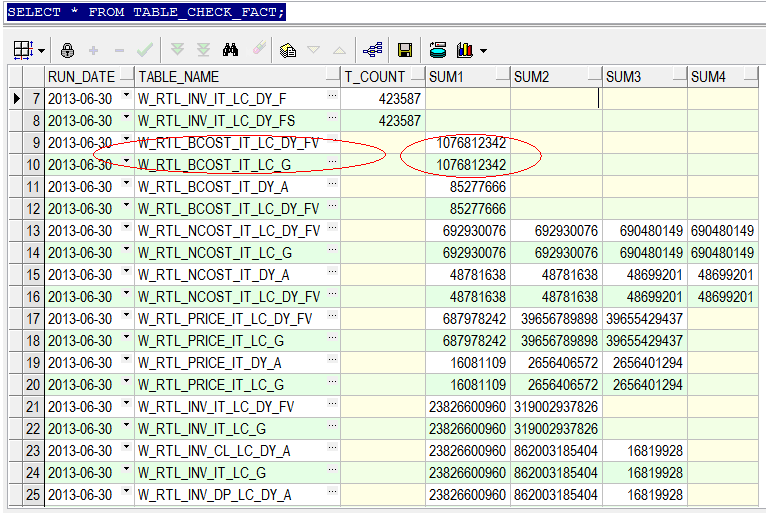 SELECT * FROM TABLE_CHECK_FACT;
RUN_DATE TABLE_NAME T_COUNT SUM1 SUM2 SUM3 SUM4
7 2013-06-30 W_RTL_INV_IT_LC_DY_F ... 423587
8 2013-06-30 W_RTL_INV_IT_LC_DY_FS ... 423587
9 2013-06-30 W_RTL_BCOST_IT_LC_DY_FV ... 1076812342
10 2013-06-30 W_RTL_BCOST_IT_LC_G ... 1076812342
11 2013-06-30 W_RTL_BCOST_IT_DY_A ... 85277666
12 2013-06-30 W_RTL_BCOST_IT_LC_DY_FV ... 85277666
13 2013-06-30 W_RTL_NCOST_IT_LC_DY_FV ... 692930076 692930076 690480149 690480149
14 2013-06-30 W_RTL_NCOST_IT_LC_G ... 692930076 692930076 690480149 690480149
15 2013-06-30 W_RTL_NCOST_IT_DY_A ... 48781638 48781638 48699201 48699201
16 2013-06-30 W_RTL_NCOST_IT_LC_DY_FV ... 48781638 48781638 48699201 48699201
17 2013-06-30 W_RTL_PRICE_IT_LC_DY_FV ... 687978242 39656789898 39655429437
18 2013-06-30 W_RTL_PRICE_IT_LC_G ... 687978242 39656789898 39655429437
19 2013-06-30 W_RTL_PRICE_IT_DY_A ... 16081109 2656406572 2656401294
20 2013-06-30 W_RTL_PRICE_IT_LC_G ... 16081109 2656406572 2656401294
21 2013-06-30 W_RTL_INV_IT_LC_DY_FV ... 23826600960 319002937826
22 2013-06-30 W_RTL_INV_IT_LC_G ... 23826600960 319002937826
23 2013-06-30 W_RTL_INV_CL_LC_DY_A ... 23826600960 862003185404 16819928
24 2013-06-30 W_RTL_INV_IT_LC_G ... 23826600960 862003185404 16819928
25 2013-06-30 W_RTL_INV_DP_LC_DY_A ... 23826600960 862003185404 16819928